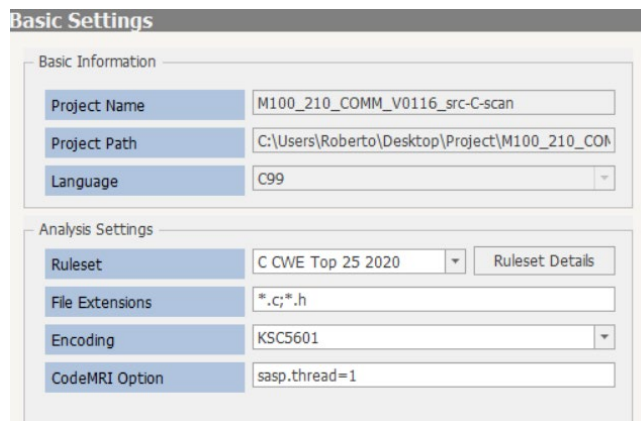 Basic Settings
Basic Information
Project Name M100_210_COMM_V0116_src-C-scan
Project Path C:\Users\Roberto\Desktop\Project\M100_210_CO
Language C99
Analysis Settings
Ruleset C CWE Top 25 2020 Ruleset Details
File Extensions *.c;*.h
Encoding KSC5601
CodeMRI Option sasp.thread=1